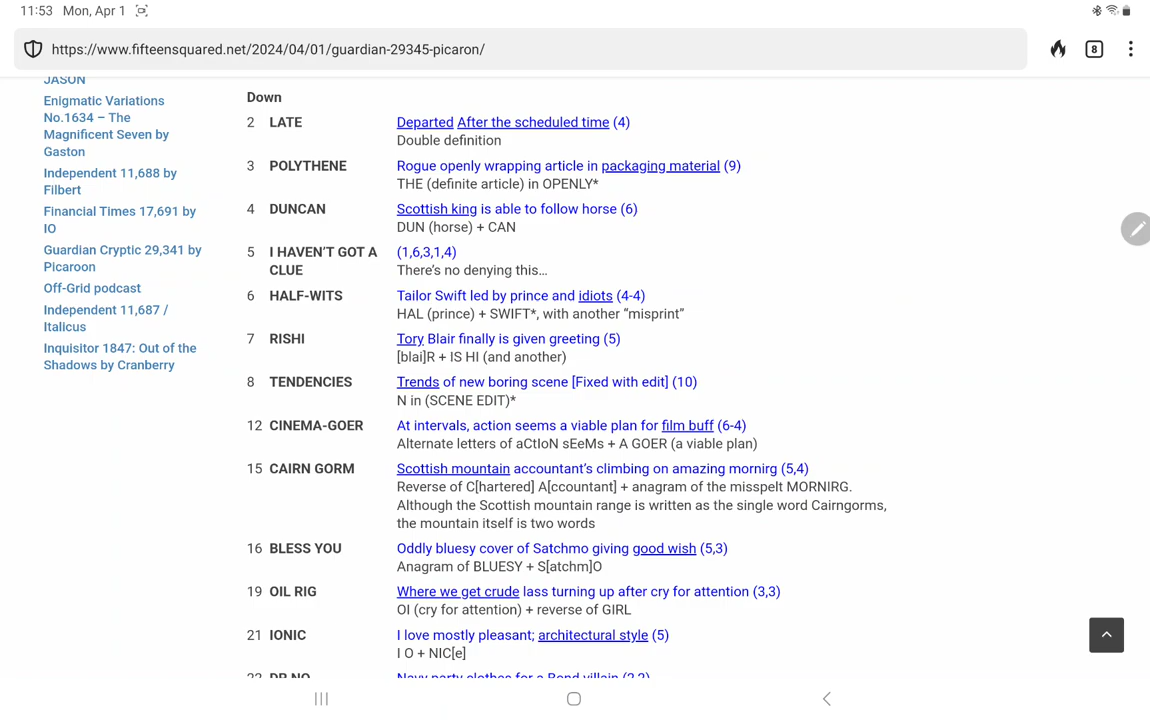 11:53 Mon, Apr 1
https://www.fifteensquared.net/2024/04/01/guardian-29345-picaron/
8
JASON
Enigmatic Variations
No.1634 – The
Magnificent Seven by
Gaston
Independent 11,688 by
Filbert
Financial Times 17,691 by
IO
Guardian Cryptic 29,341 by
Picaroon
Off-Grid podcast
Independent 11,687 /
Italicus
Inquisitor 1847: Out of the
Shadows by Cranberry
Down
2 LATE Departed After the scheduled time (4)
Double definition
3 POLYTHENE Rogue openly wrapping article in packaging material (9)
THE (definite article) in OPENLY*
4 DUNCAN Scottish king is able to follow horse (6)
DUN (horse) + CAN
5 I HAVEN'T GOT A (1,6,3,1,4)
CLUE There's no denying this…
6 HALF-WITS Tailor Swift led by prince and idiots (4-4)
HAL (prince) + SWIFT*, with another “misprint”
7 RISHI Tory Blair finally is given greeting (5)
[blai]R + IS HI (and another)
8 TENDENCIES Trends of new boring scene [Fixed with edit] (10)
N in (SCENE EDIT)*
12 CINEMA-GOER At intervals, action seems a viable plan for film buff (6-4)
Alternate letters of aCtIoN sEeMs + A GOER (a viable plan)
15 CAIRN GORM Scottish mountain accountant's climbing on amazing mornirg (5,4)
Reverse of C[hartered] A[ccountant] + anagram of the misspelt MORNIRG.
Although the Scottish mountain range is written as the single word Cairngorms,
the mountain itself is two words
16 BLESS YOU Oddly bluesy cover of Satchmo giving good wish (5,3)
Anagram of BLUESY + S[atchm]O
19 OIL RIG Where we get crude lass turning up after cry for attention (3,3)
OI (cry for attention) + reverse of GIRL
21 IONIC I love mostly pleasant; architectural style (5)
I O + NIC[e]
22 DR NO Navy party clothes for a Bond villain (2,2)